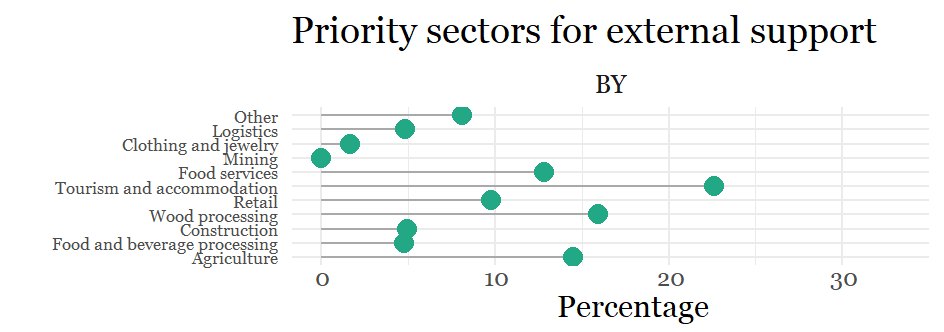 Priority sectors for external support
BY
Other
Logistics
Clothing and jewelry
Mining
Food services
Tourism and accommodation
Retail
Wood processing
Construction
Food and beverage processing
Agriculture
0 10 20 30
Percentage